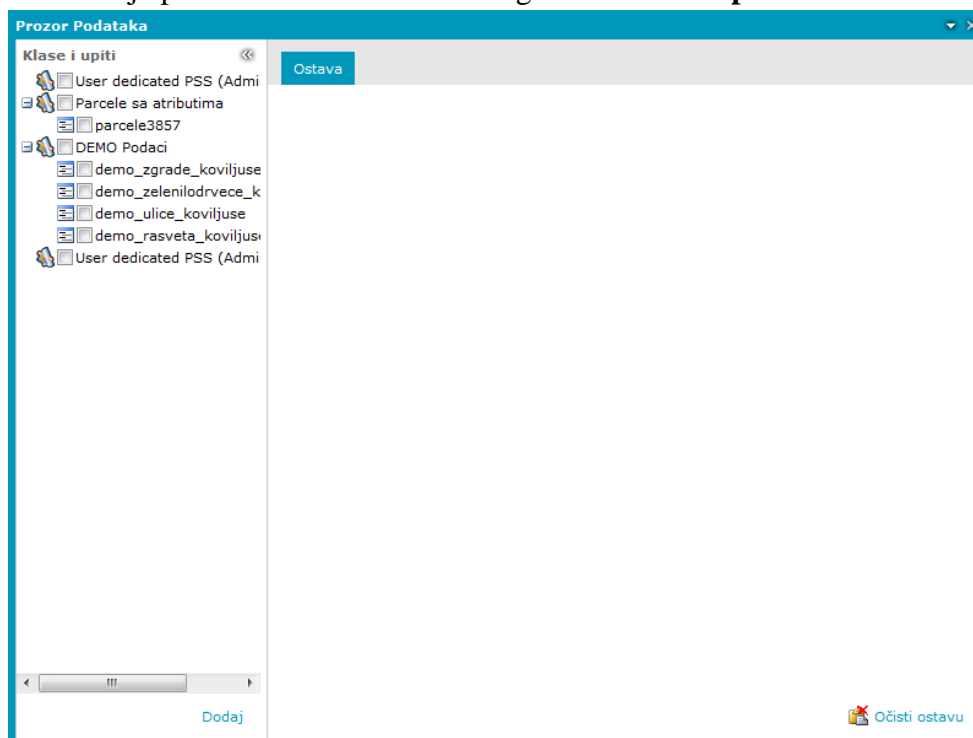 Prozor Podataka
Klase i upiti
Ostava
User dedicated PSS (Admi
Parcele sa atributima
parcele3857
DEMO Podaci
demo_zgrade_koviljuse
demo_zelenilodrvece_k
demo_ulice_koviljuse
demo_rasveta_koviljus
User dedicated PSS (Admi
Dodaj
Očisti ostavu